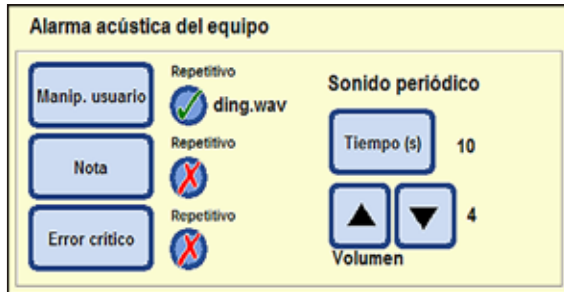 Alarma acústica del equipo
Manip. usuario
Repetitivo
ding.wav
Nota
Repetitivo
Error critico
Repetitivo
Sonido periódico
Tiempo (s)
10
4
Volumen